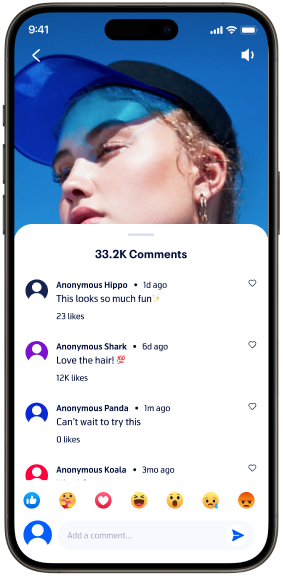 9:41
33.2K Comments
Anonymous Hippo • 1d ago
This looks so much fun✨
23 likes
Anonymous Shark • 6d ago
Love the hair! 💯
12K likes
Anonymous Panda • 1m ago
Can't wait to try this
0 likes
Anonymous Koala • 3mo ago
Add a comment...